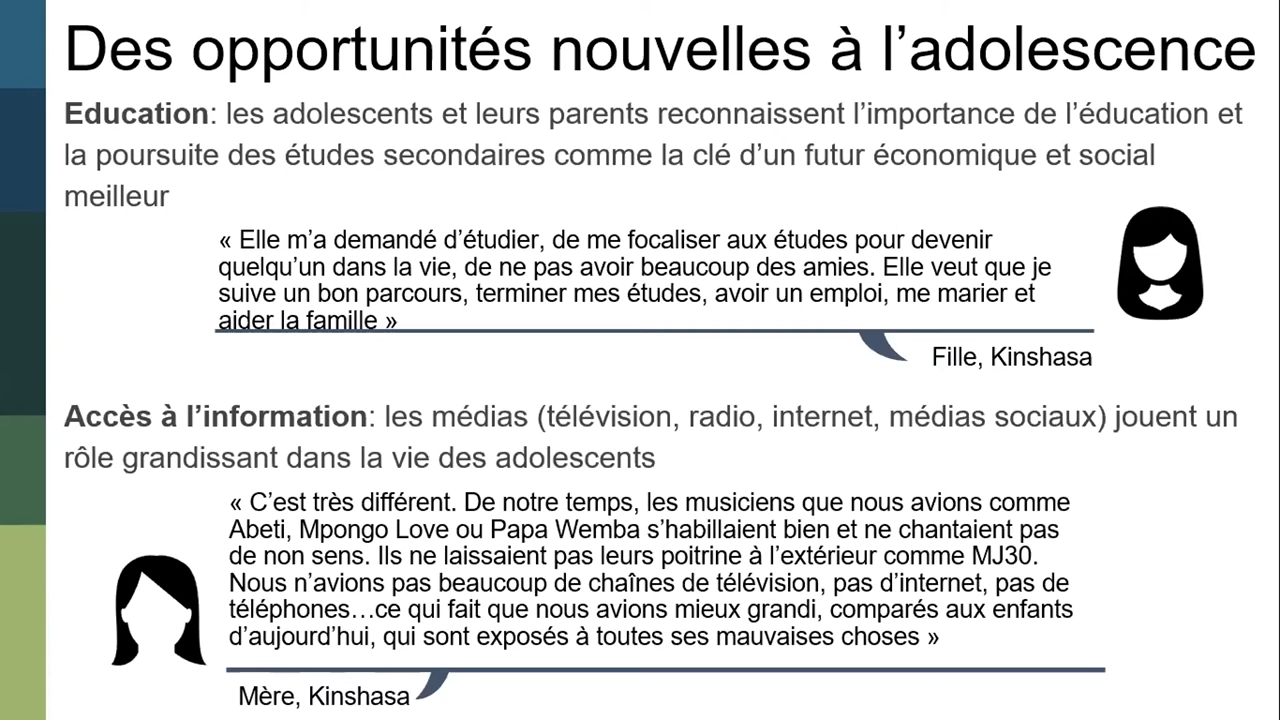 Des opportunités nouvelles à l’adolescence
Education: les adolescents et leurs parents reconnaissent l’importance de l’éducation et
la poursuite des études secondaires comme la clé d’un futur économique et social
meilleur
« Elle m’a demandé d’étudier, de me focaliser aux études pour devenir
quelqu’un dans la vie, de ne pas avoir beaucoup des amies. Elle veut que je
suive un bon parcours, terminer mes études, avoir un emploi, me marier et
aider la famille »
Fille, Kinshasa
Accès à l’information: les médias (télévision, radio, internet, médias sociaux) jouent un
rôle grandissant dans la vie des adolescents
« C’est très différent. De notre temps, les musiciens que nous avions comme
Abeti, Mpongo Love ou Papa Wemba s’habillaient bien et ne chantaient pas
de non sens. Ils ne laissaient pas leurs poitrine à l’extérieur comme MJ30.
Nous n’avions pas beaucoup de chaînes de télévision, pas d’internet, pas de
téléphones…ce qui fait que nous avions mieux grandi, comparés aux enfants
d’aujourd’hui, qui sont exposés à toutes ses mauvaises choses »
Mère, Kinshasa